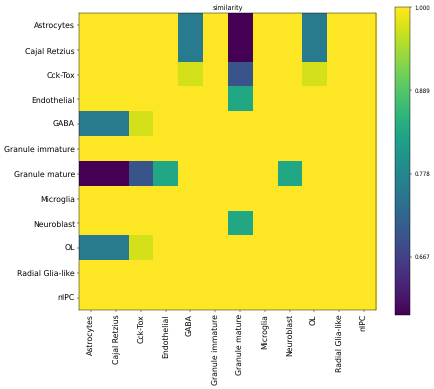 similarity
Astrocytes
Cajal Retzius
Cck-Tox
Endothelial
GABA
Granule immature
Granule mature
Microglia
Neuroblast
OL
Radial Glia-like
nIPC
Astrocytes
Cajal Retzius
Cck-Tox
Endothelial
GABA
Granule immature
Granule mature
Microglia
Neuroblast
OL
Radial Glia-like
nIPC
1.000
0.889
0.778
0.667